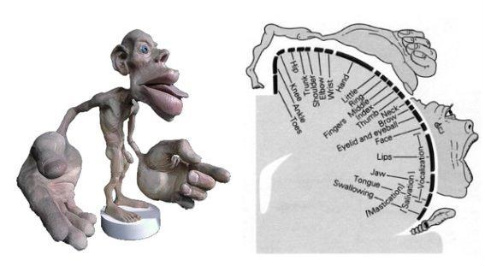 Hip
Knee
Ankle
Toes
Trunk
Shoulder
Elbow
Wrist
Hand
Little
Ring
Middle
Index
Thumb
Fingers
Neck
Brow
Eyelid and eyeball
Face
Lips
Vocalization]
Jaw
Tongue
Swallowing
[Mastication]
[Salivation]